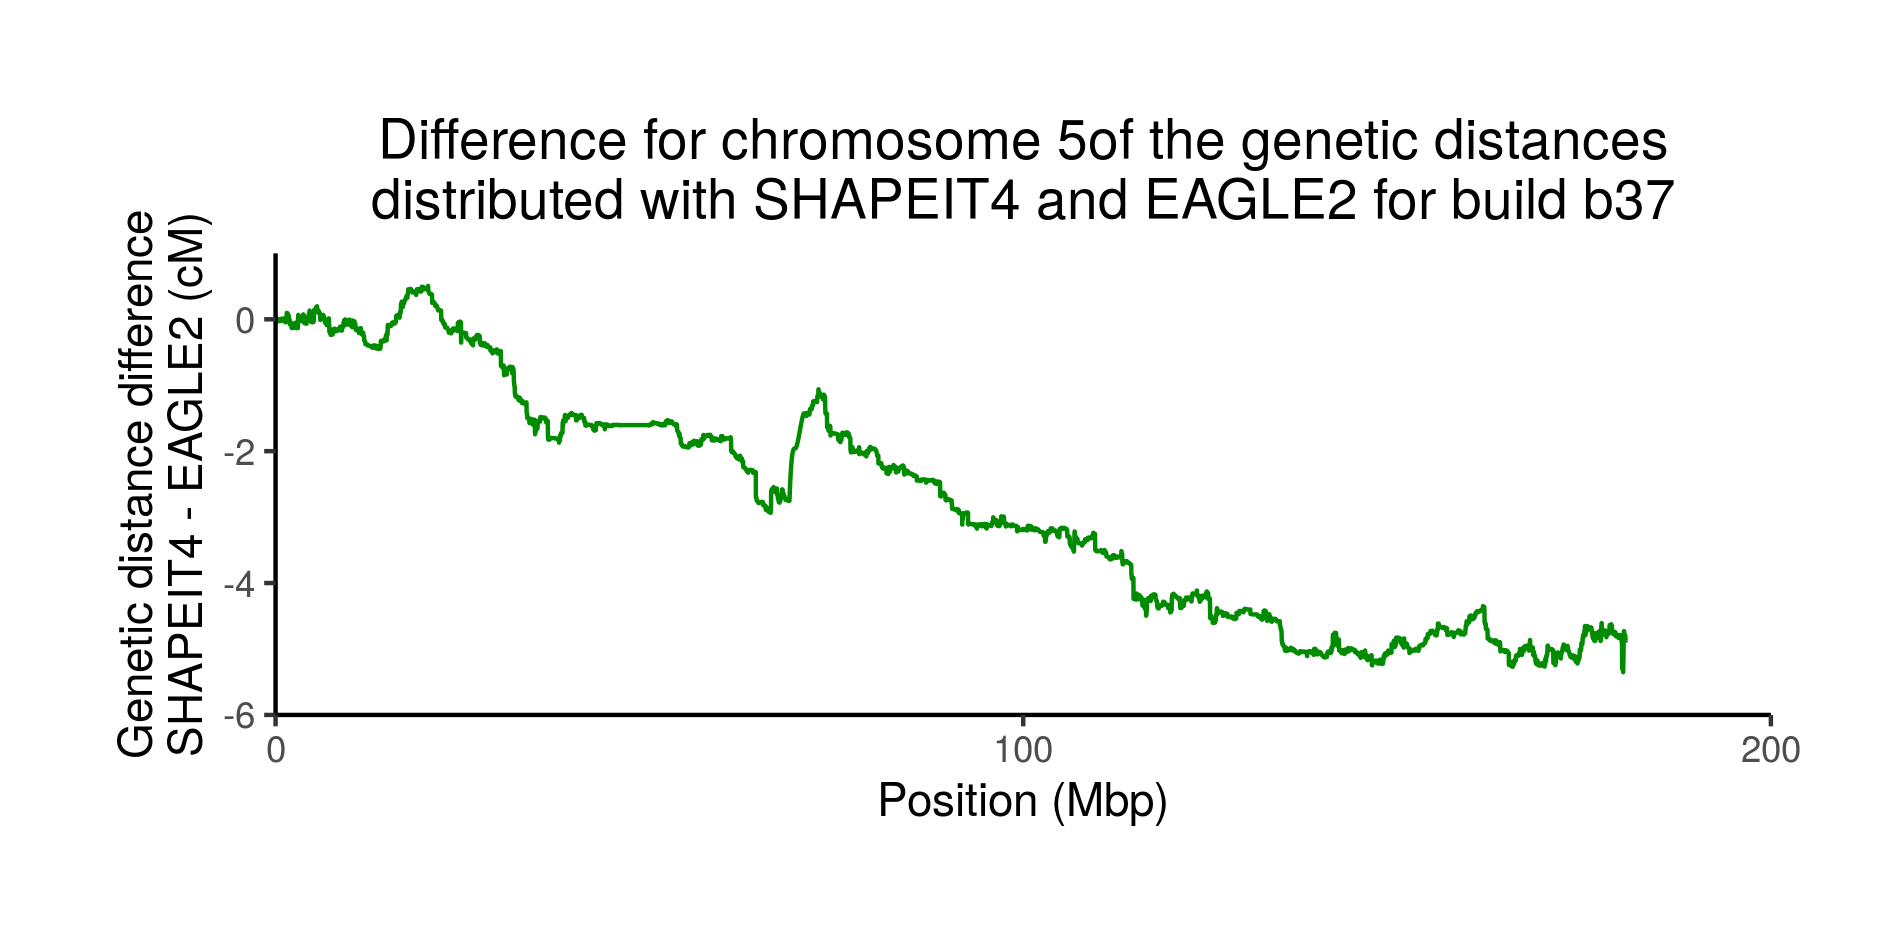 Difference for chromosome 5of the genetic distances
distributed with SHAPEIT4 and EAGLE2 for build b37
Genetic distance difference
SHAPEIT4 - EAGLE2 (cM)
0
-2
-4
-6
0
100
200
Position (Mbp)